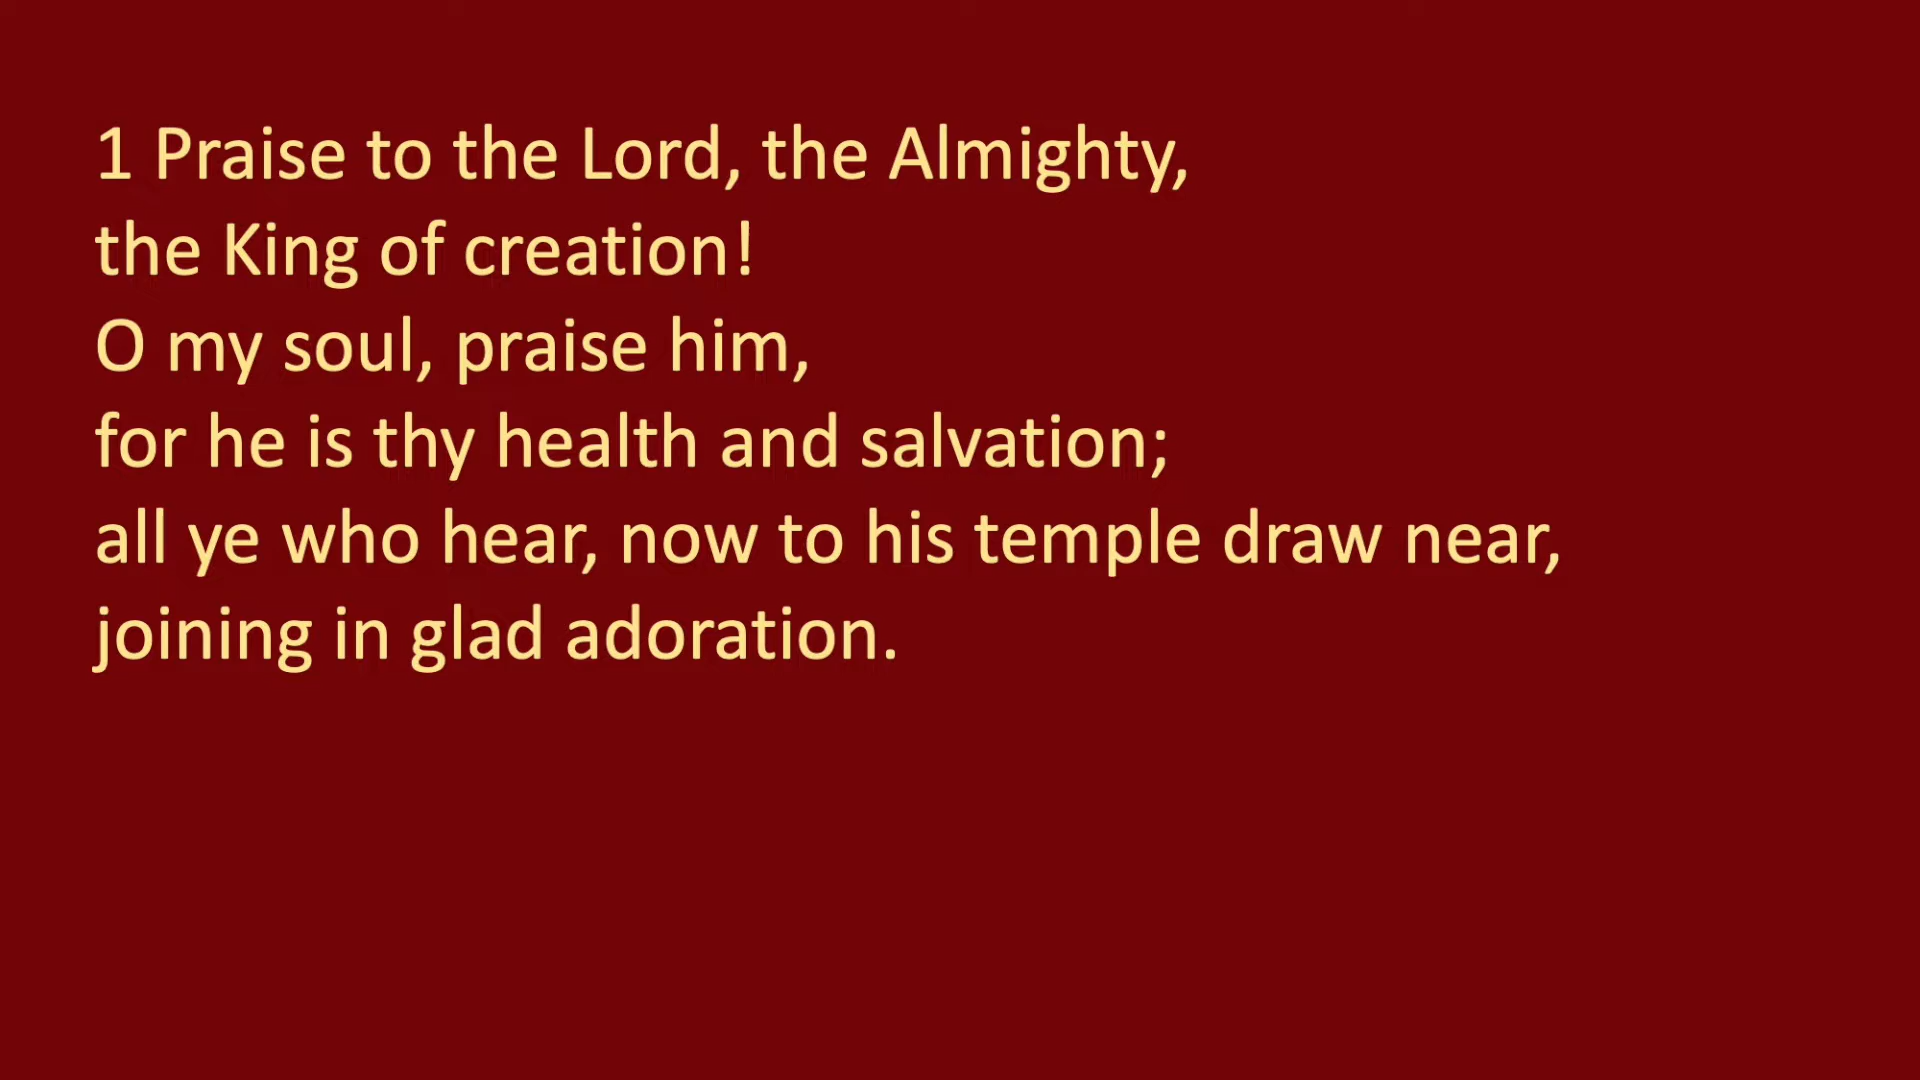 1 Praise to the Lord, the Almighty,
the King of creation!
O my soul, praise him,
for he is thy health and salvation;
all ye who hear, now to his temple draw near,
joining in glad adoration.